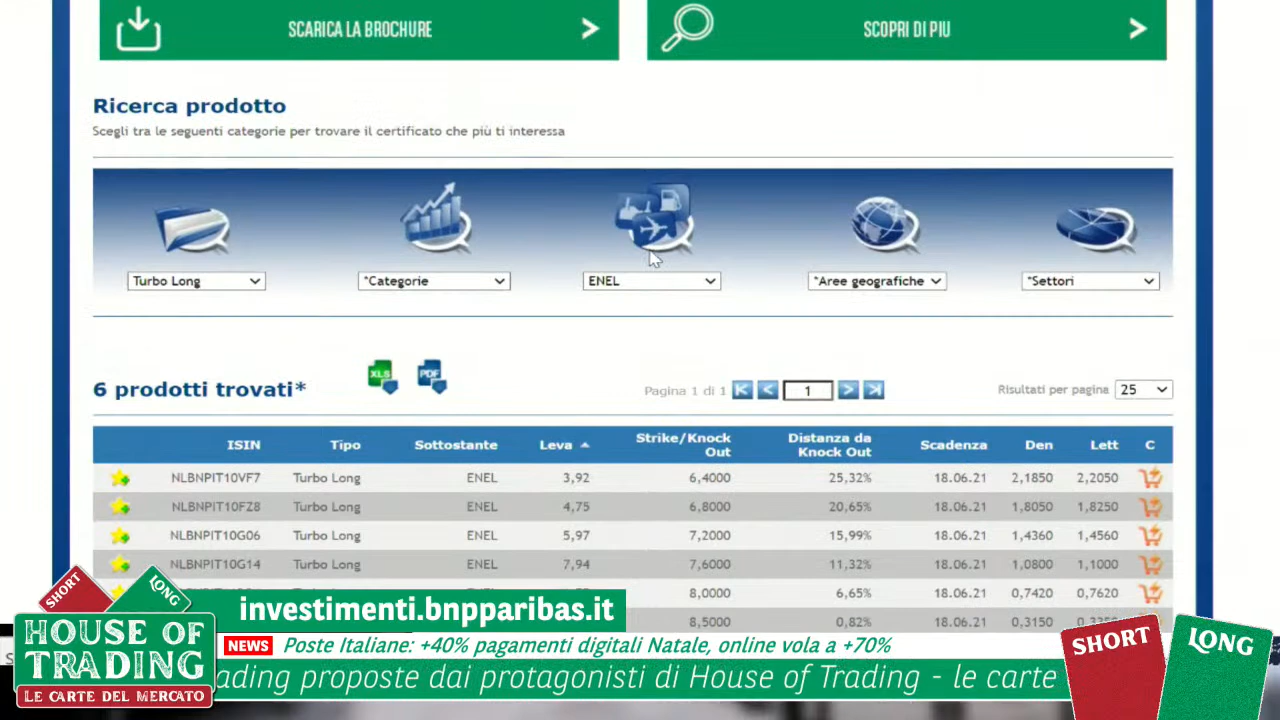 SCARICA LA BROCHURE
SCOPRI DI PIU
Ricerca prodotto
Scegli tra le seguenti categorie per trovare il certificato che più ti interessa
Turbo Long *Categorie ENEL *Aree geografiche *Settori
6 prodotti trovati* XLS PDF Pagina 1 di 1 1 Risultati per pagina 25
ISIN Tipo Sottostante Leva Strike/Knock Out Distanza da Knock Out Scadenza Den Lett C
NLBNPIT10VF7 Turbo Long ENEL 3,92 6,4000 25,32% 18.06.21 2,1850 2,2050
NLBNPIT10FZ8 Turbo Long ENEL 4,75 6,8000 20,65% 18.06.21 1,8050 1,8250
NLBNPIT10G06 Turbo Long ENEL 5,97 7,2000 15,99% 18.06.21 1,4360 1,4560
NLBNPIT10G14 Turbo Long ENEL 7,94 7,6000 11,32% 18.06.21 1,0800 1,1000
8,0000 6,65% 18.06.21 0,7420 0,7620
8,5000 0,82% 18.06.21 0,3150
SHORT LONG
HOUSE OF
TRADING
LE CARTE DEL MERCATO
investimenti.bnpparibas.it
NEWS Poste Italiane: +40% pagamenti digitali Natale, online vola a +70%
ading proposte dai protagonisti di House of Trading - le carte
SHORT LONG